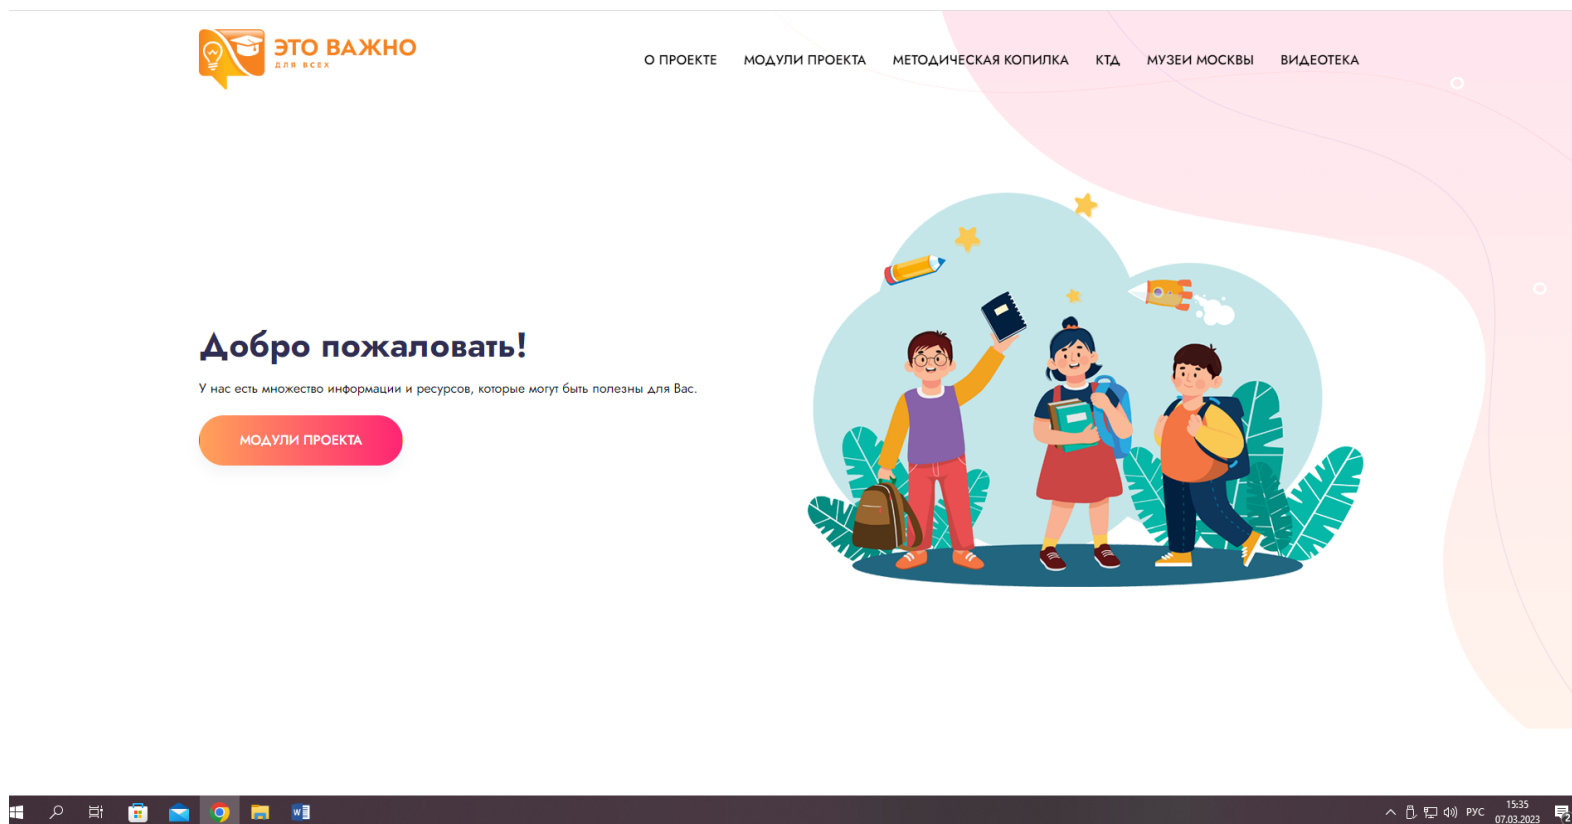 ЭТО ВАЖНО
ДЛЯ ВСЕХ
О ПРОЕКТЕ МОДУЛИ ПРОЕКТА МЕТОДИЧЕСКАЯ КОПИЛКА КТД МУЗЕИ МОСКВЫ ВИДЕОТЕКА
Добро пожаловать!
У нас есть множество информации и ресурсов, которые могут быть полезны для Вас.
МОДУЛИ ПРОЕКТА
РУС
15:35
07.03.2023
2